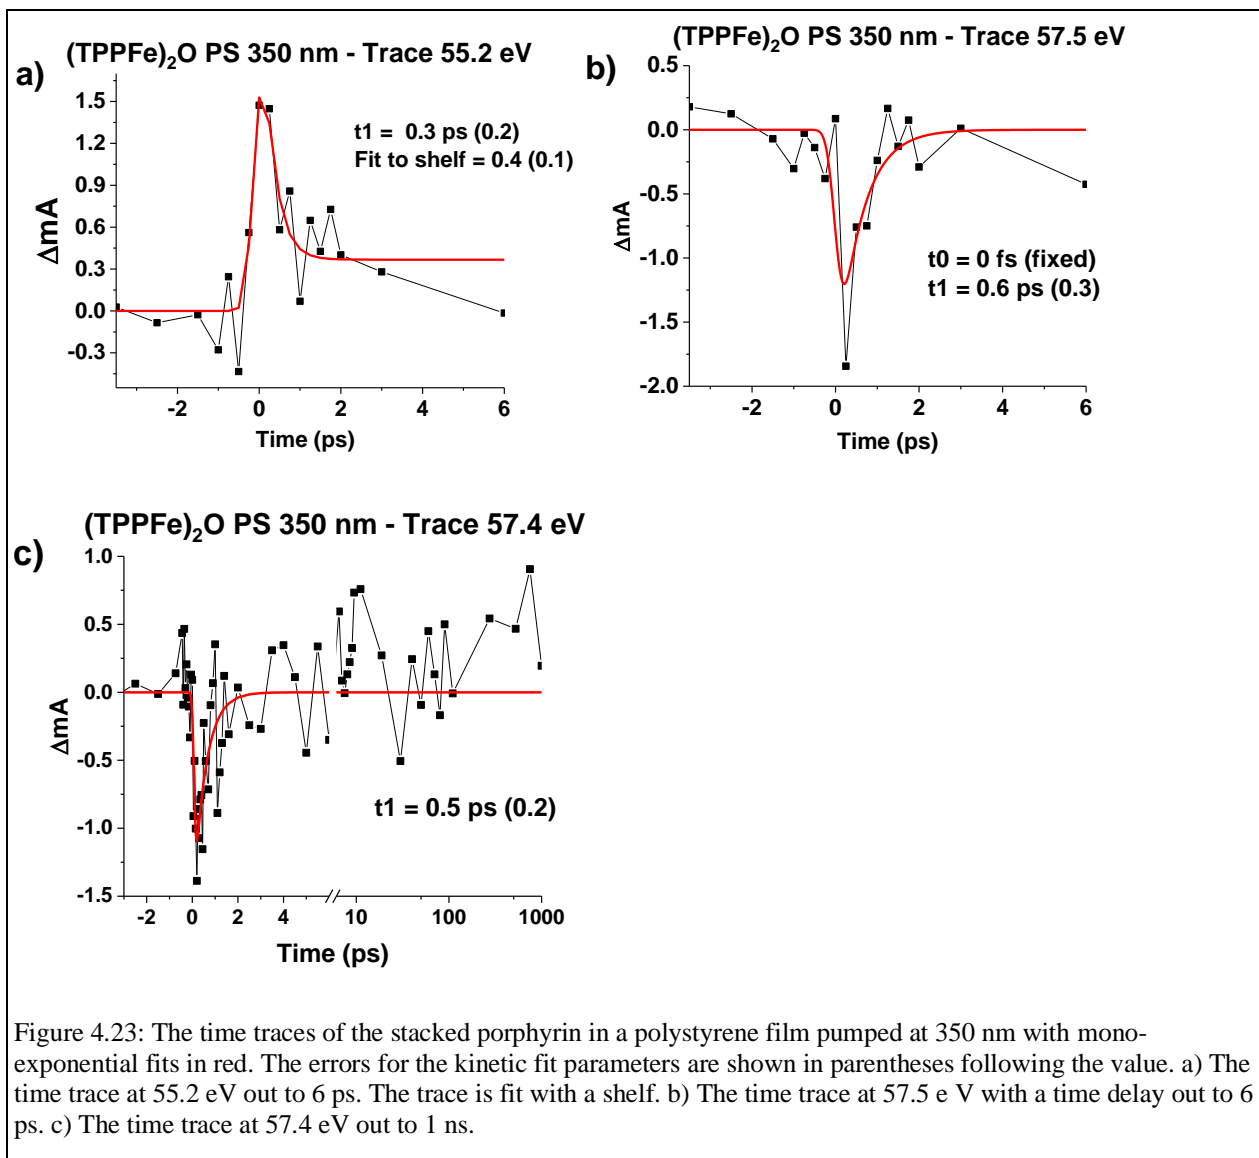 (TPPFe)₂O PS 350 nm - Trace 55.2 eV
a)
1.5
1.2
0.9
0.6
0.3
0.0
-0.3
ΔmA
t1 = 0.3 ps (0.2)
Fit to shelf = 0.4 (0.1)
-2 0 2 4 6
Time (ps)
(TPPFe)₂O PS 350 nm - Trace 57.5 eV
b)
0.5
0.0
-0.5
-1.0
-1.5
-2.0
ΔmA
t0 = 0 fs (fixed)
t1 = 0.6 ps (0.3)
-2 0 2 4 6
Time (ps)
(TPPFe)₂O PS 350 nm - Trace 57.4 eV
c)
1.0
0.5
0.0
-0.5
-1.0
-1.5
ΔmA
t1 = 0.5 ps (0.2)
-2 0 2 4 10 100 1000
Time (ps)
Figure 4.23: The time traces of the stacked porphyrin in a polystyrene film pumped at 350 nm with mono-
exponential fits in red. The errors for the kinetic fit parameters are shown in parentheses following the value. a) The
time trace at 55.2 eV out to 6 ps. The trace is fit with a shelf. b) The time trace at 57.5 e V with a time delay out to 6
ps. c) The time trace at 57.4 eV out to 1 ns.